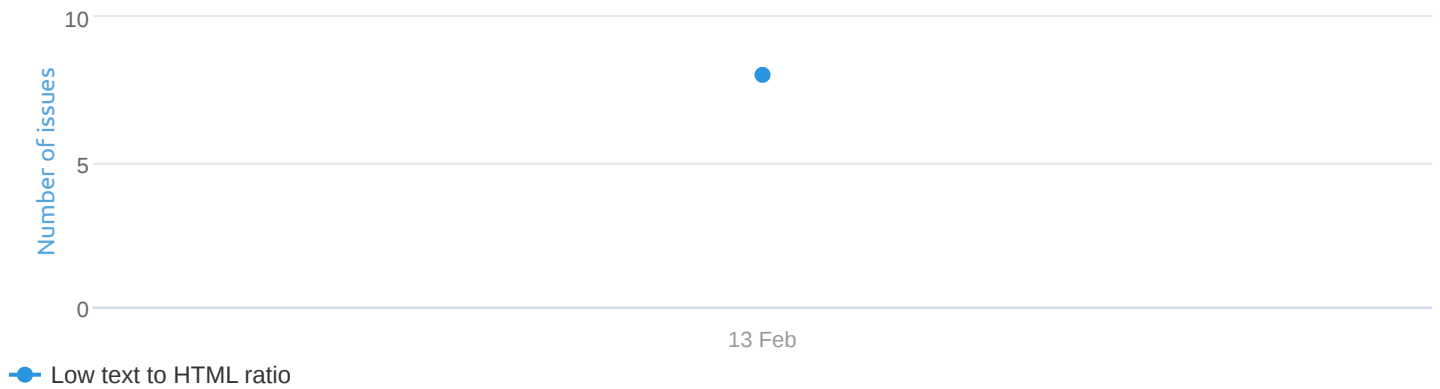 10
Number of issues
5
0
13 Feb
Low text to HTML ratio